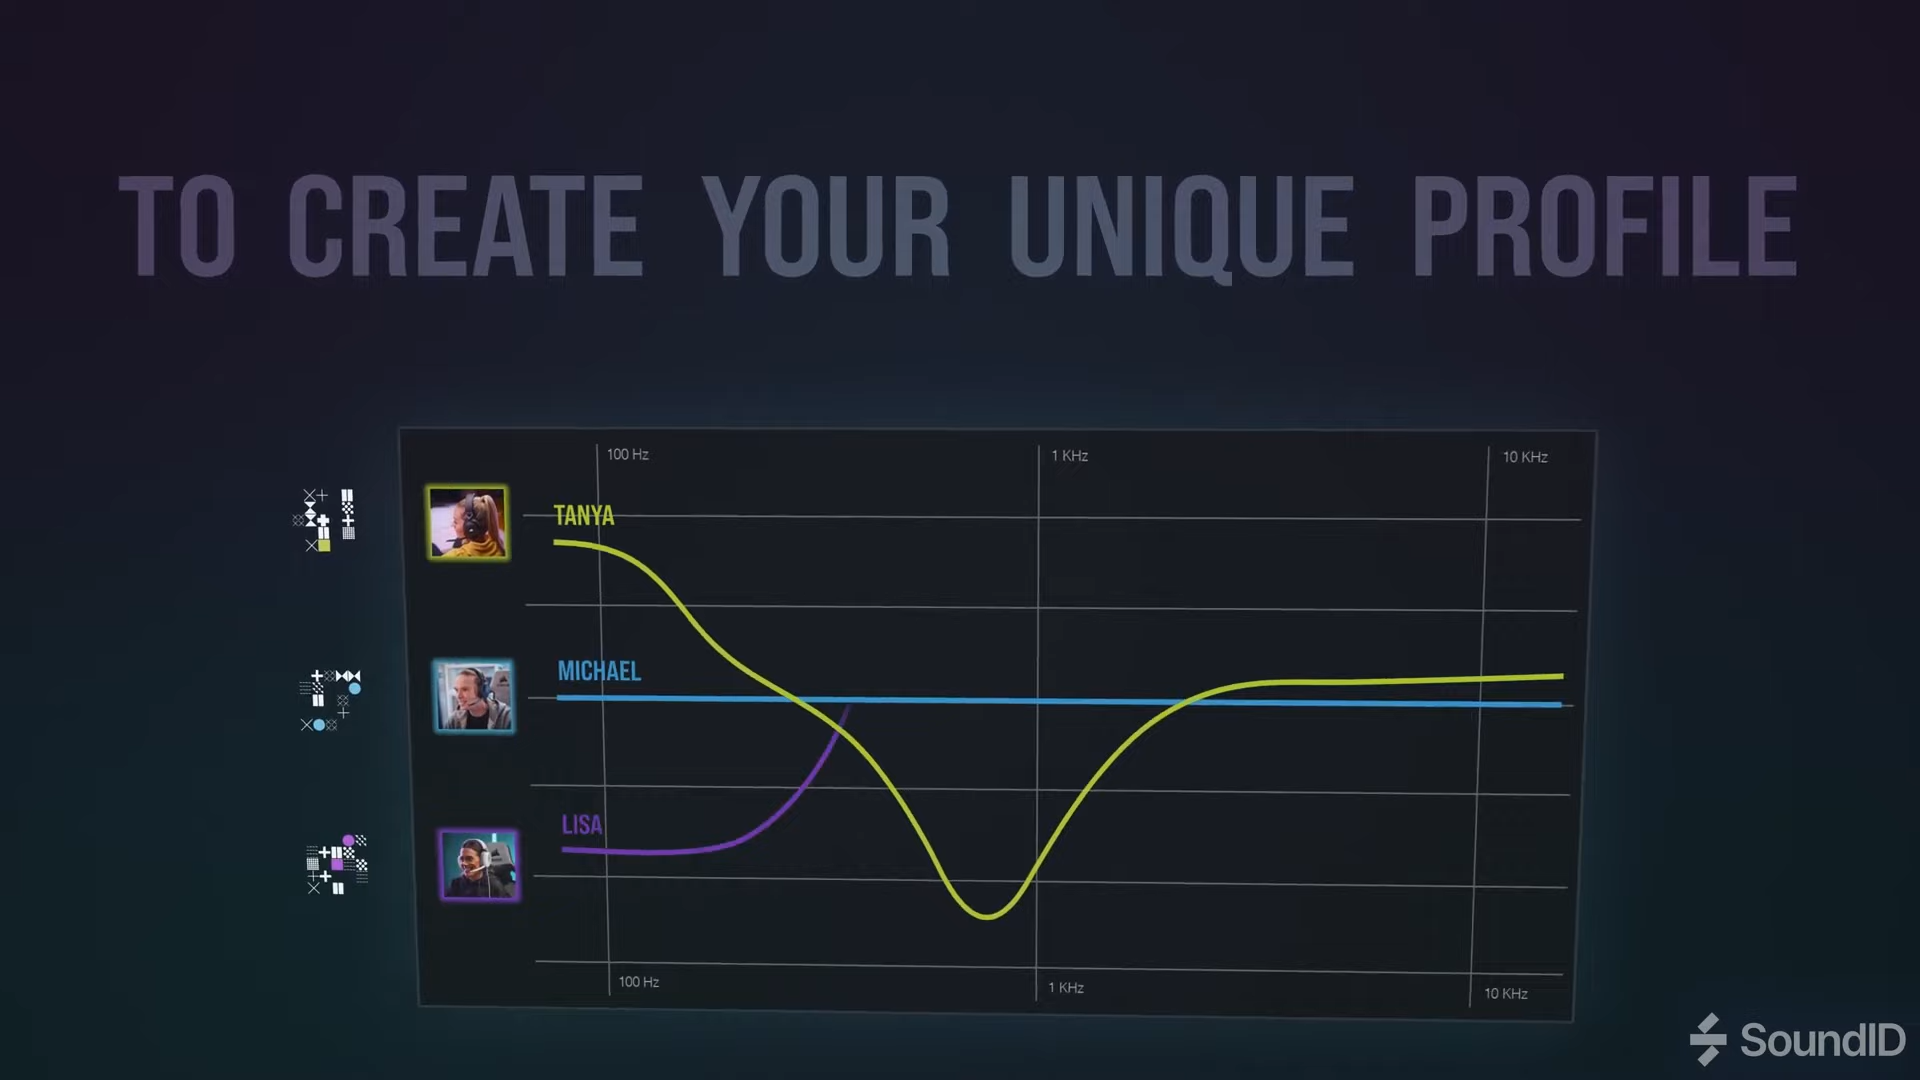 TO CREATE YOUR UNIQUE PROFILE
100 Hz
1 KHz
10 KHz
TANYA
MICHAEL
LISA
100 Hz
1 KHz
10 KHz
SoundID